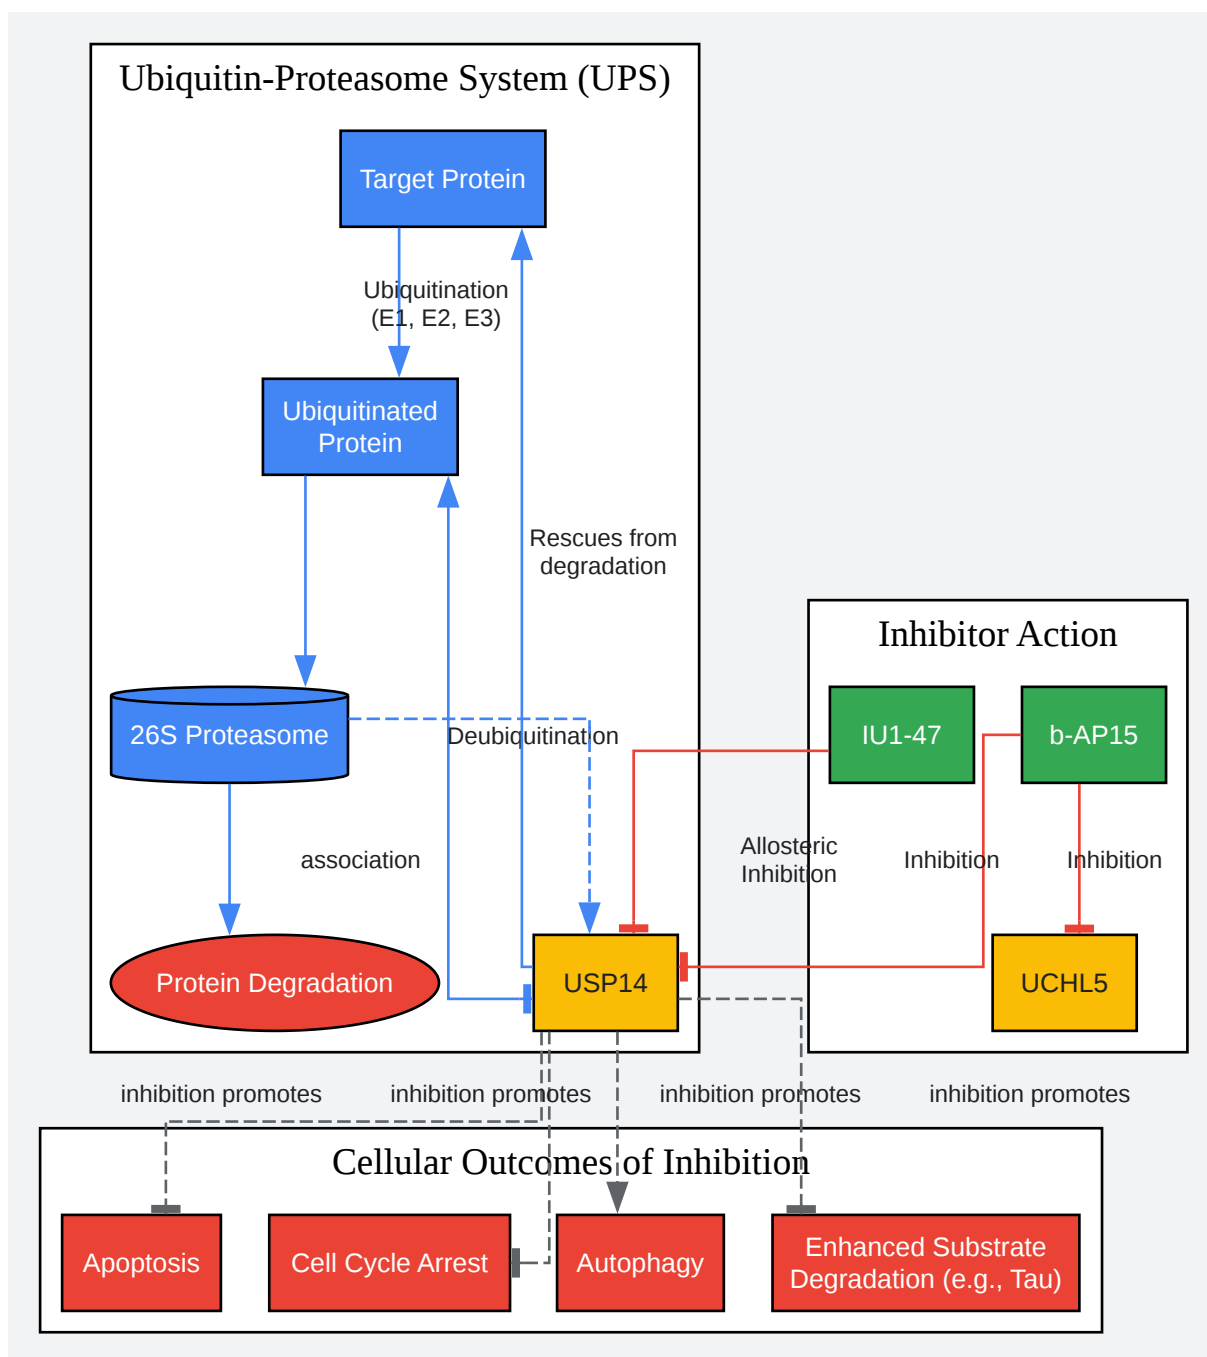 Ubiquitin-Proteasome System (UPS)
Target Protein
Ubiquitination
(E1, E2, E3)
Ubiquitinated
Protein
Rescues from
degradation
Inhibitor Action
26S Proteasome
Deubiquitination
IU1-47
b-AP15
association
Allosteric
Inhibition
Inhibition
Inhibition
Protein Degradation
USP14
UCHL5
inhibition promotes
inhibition promotes
inhibition promotes
inhibition promotes
Cellular Outcomes of Inhibition
Apoptosis
Cell Cycle Arrest
Autophagy
Enhanced Substrate
Degradation (e.g., Tau)